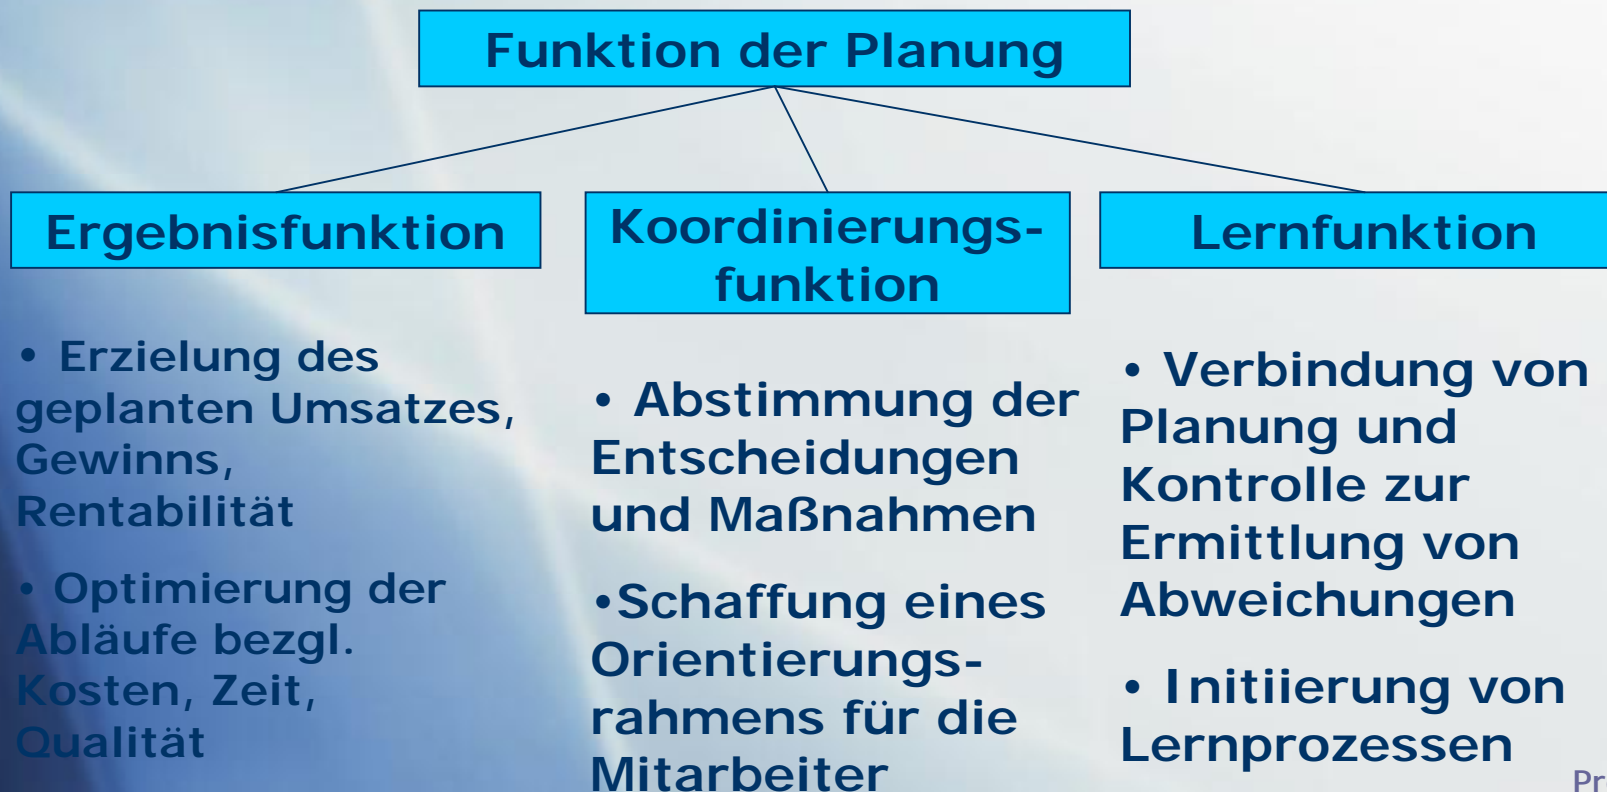 Funktion der Planung
Ergebnisfunktion
• Erzielung des
geplanten Umsatzes,
Gewinns,
Rentabilität
• Optimierung der
Abläufe bezgl.
Kosten, Zeit,
Qualität
Koordinierungs-
funktion
• Abstimmung der
Entscheidungen
und Maßnahmen
•Schaffung eines
Orientierungs-
rahmens für die
Mitarbeiter
Lernfunktion
• Verbindung von
Planung und
Kontrolle zur
Ermittlung von
Abweichungen
• Initiierung von
Lernprozessen